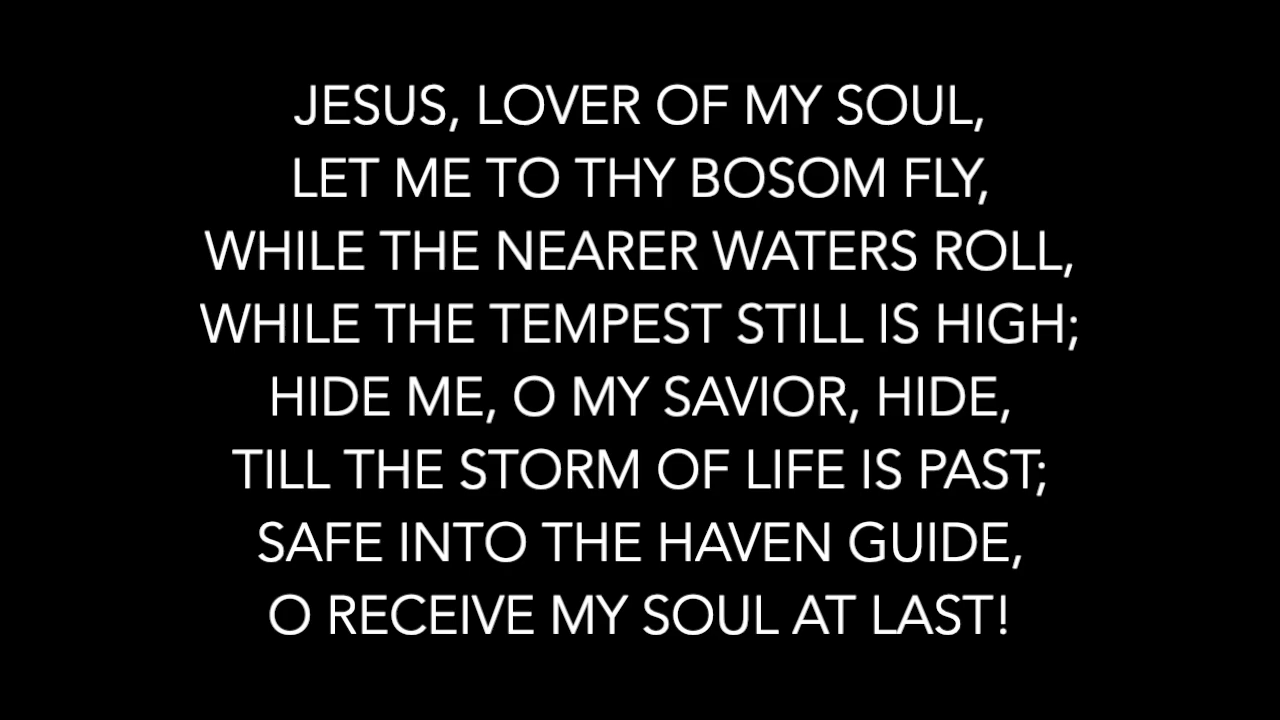 JESUS, LOVER OF MY SOUL,
LET ME TO THY BOSOM FLY,
WHILE THE NEARER WATERS ROLL,
WHILE THE TEMPEST STILL IS HIGH;
HIDE ME, O MY SAVIOR, HIDE,
TILL THE STORM OF LIFE IS PAST;
SAFE INTO THE HAVEN GUIDE,
O RECEIVE MY SOUL AT LAST!